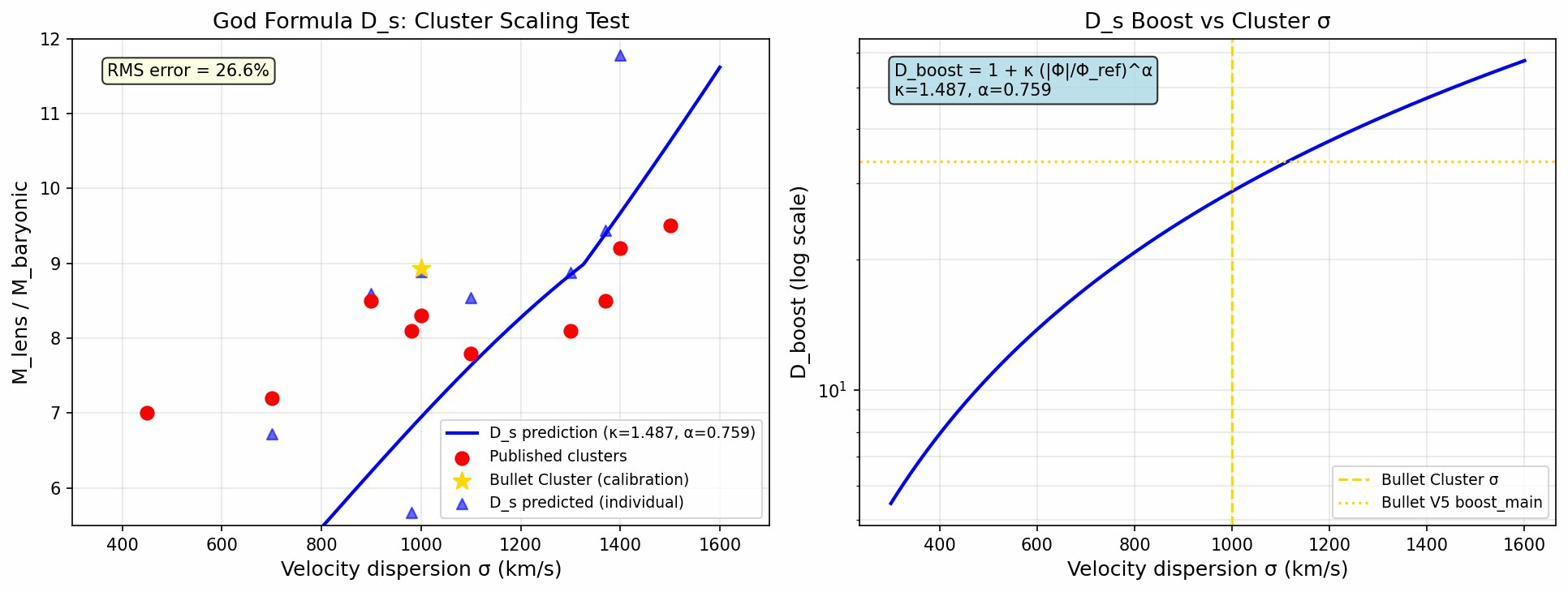 God Formula D_s: Cluster Scaling Test
RMS error = 26.6%
M_lens / M_baryonic
12
11
10
9
8
7
6
400 600 800 1000 1200 1400 1600
Velocity dispersion σ (km/s)
D_s prediction (κ=1.487, α=0.759)
Published clusters
Bullet Cluster (calibration)
D_s predicted (individual)
D_s Boost vs Cluster σ
D_boost = 1 + κ (|Φ|/Φ_ref)^α
κ=1.487, α=0.759
D_boost (log scale)
10¹
400 600 800 1000 1200 1400 1600
Velocity dispersion σ (km/s)
Bullet Cluster σ
Bullet V5 boost_main